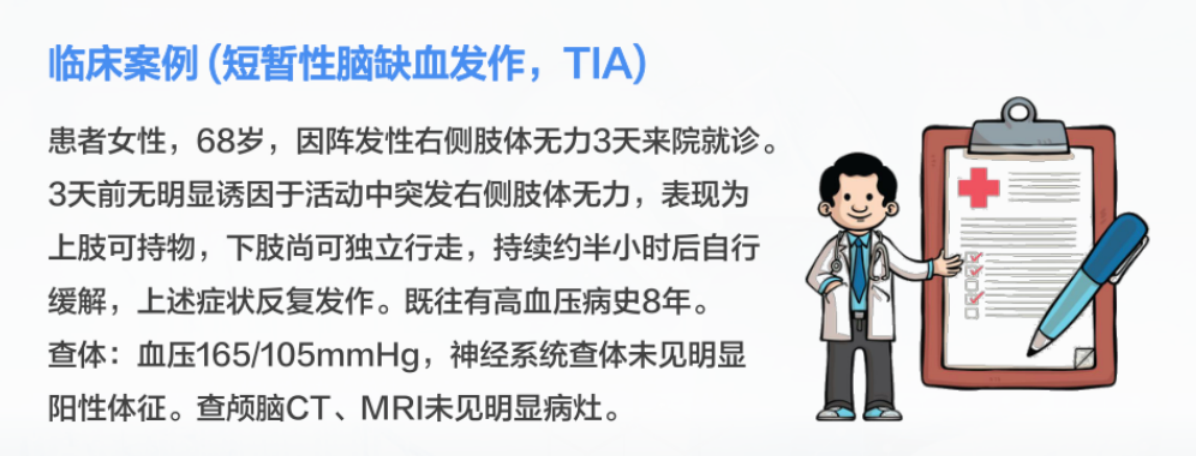 临床案例 (短暂性脑缺血发作，TIA)
患者女性，68岁，因阵发性右侧肢体无力3天来院就诊。
3天前无明显诱因于活动中突发右侧肢体无力，表现为
上肢可持物，下肢尚可独立行走，持续约半小时后自行
缓解，上述症状反复发作。既往有高血压病史8年。
查体：血压165/105mmHg，神经系统查体未见明显
阳性体征。查颅脑CT、MRI未见明显病灶。